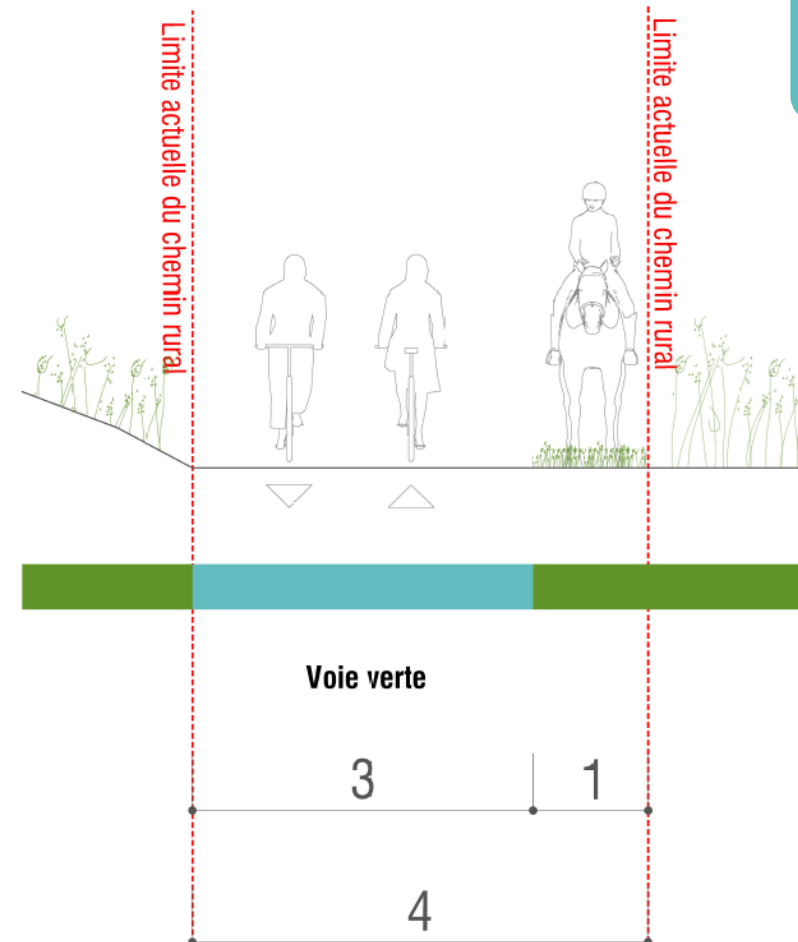 Limite actuelle du chemin rural
Limite actuelle du chemin rural
Voie verte
3
1
4